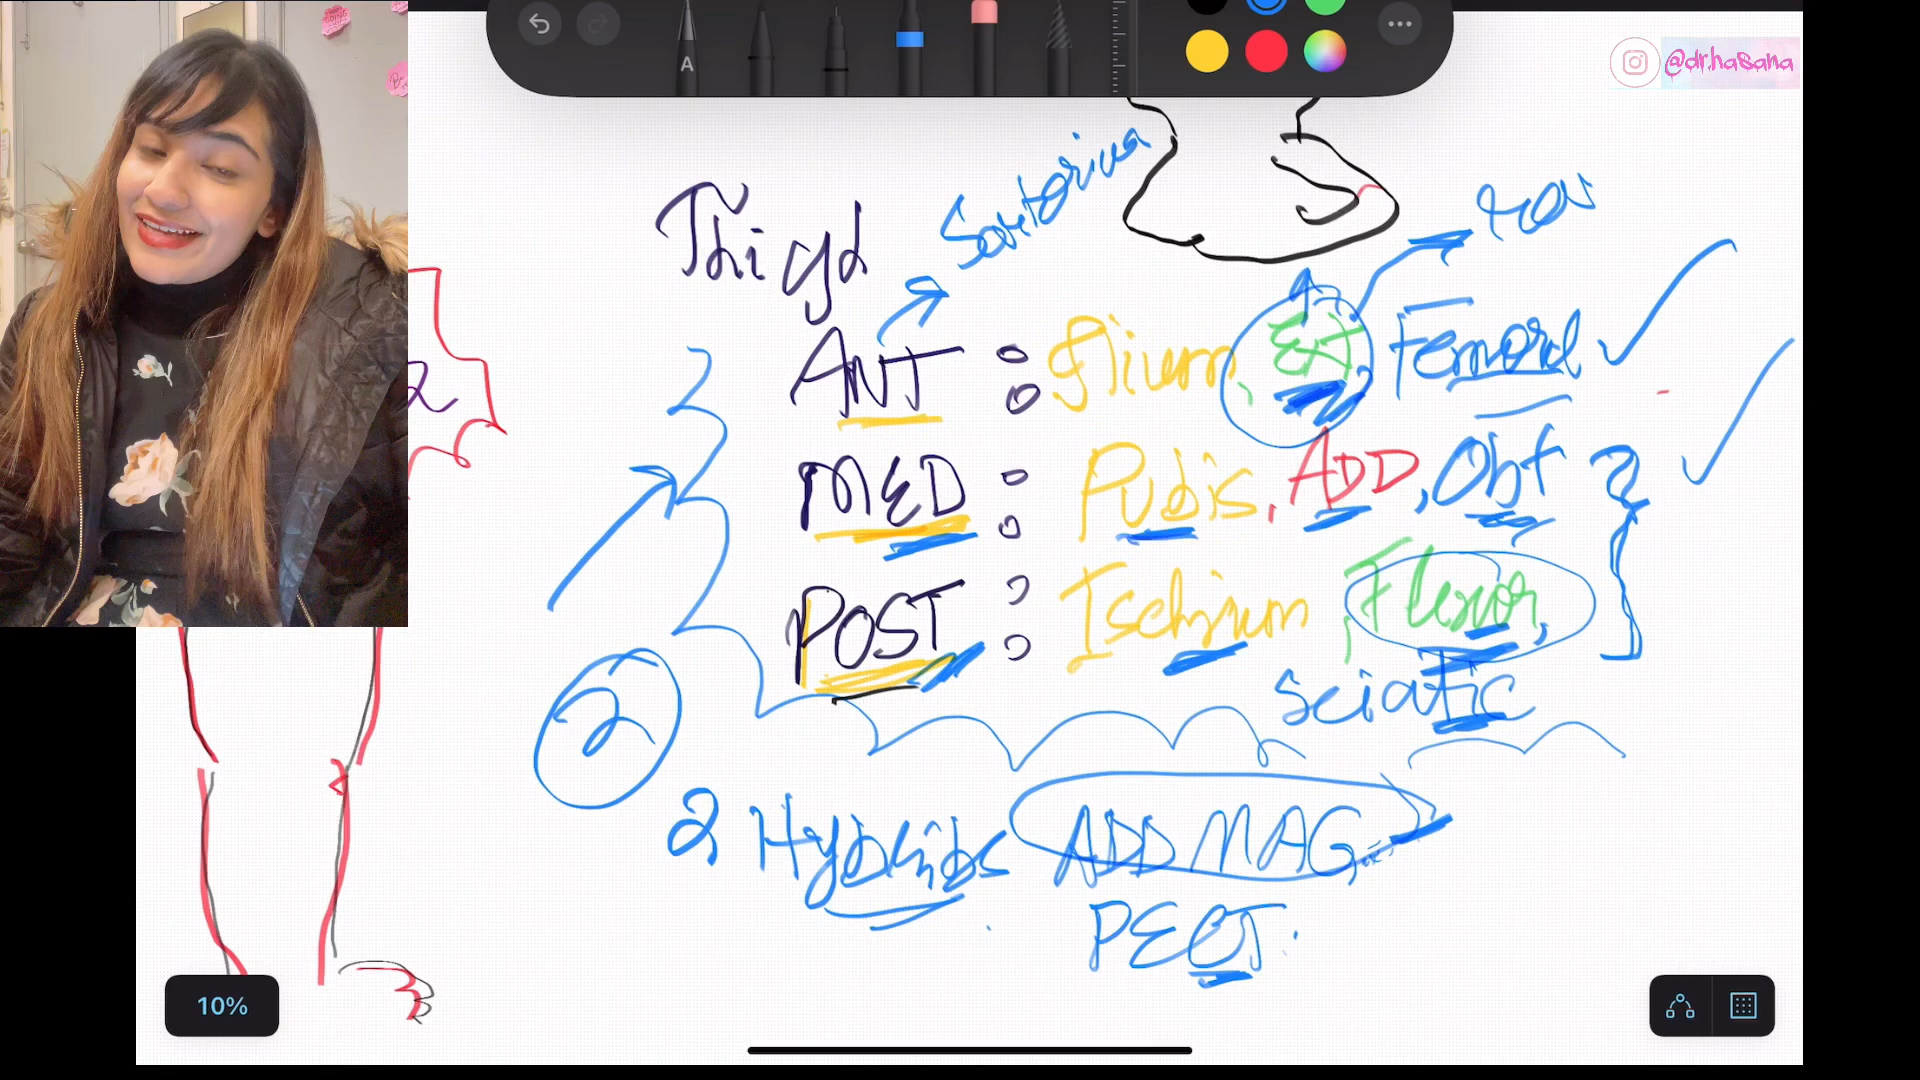 @dr.hasana
Sartorius
Thigh
ANT : Ilium, EXT Femoral
MED : Pubis, ADD, Obt
POST : Ischium, Flexor,
Sciatic
2
2 Hybrids ADD MAG
PECT.
10%